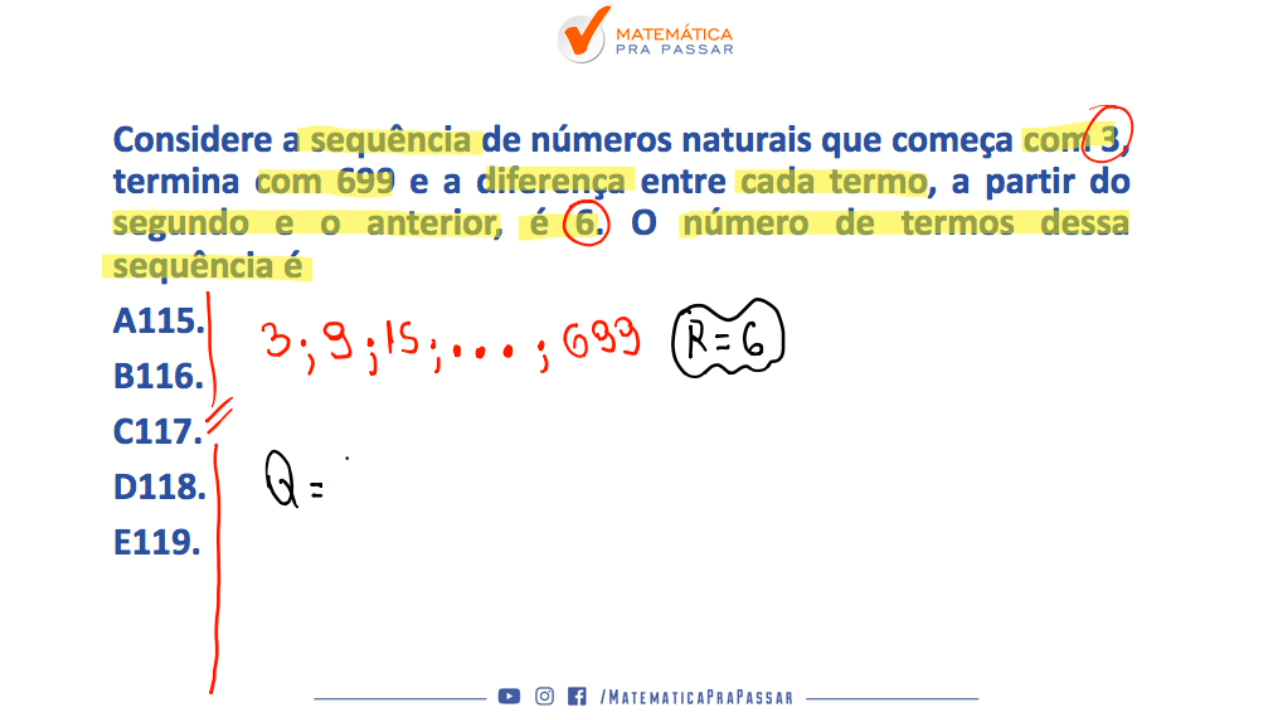 MATEMÁTICA
PRA PASSAR
Considere a sequência de números naturais que começa com 3,
termina com 699 e a diferença entre cada termo, a partir do
segundo e o anterior, é 6. O número de termos dessa
sequência é
A115.
3; 9; 15; ...; 699 R = 6
B116.
C117.
D118.
Q =
E119.
/MATEMATICAPRAPASSAR